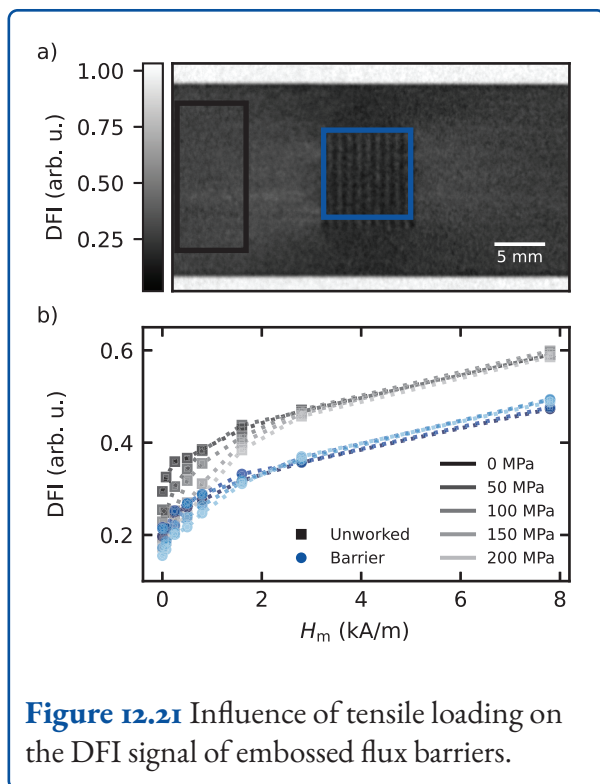 a)
1.00
0.75
0.50
0.25
DFI (arb. u.)
5 mm
b)
0.6
0.4
0.2
DFI (arb. u.)
0 MPa
50 MPa
100 MPa
150 MPa
200 MPa
Unworked
Barrier
0 2 4 6 8
Hm (kA/m)
Figure 12.21 Influence of tensile loading on
the DFI signal of embossed flux barriers.